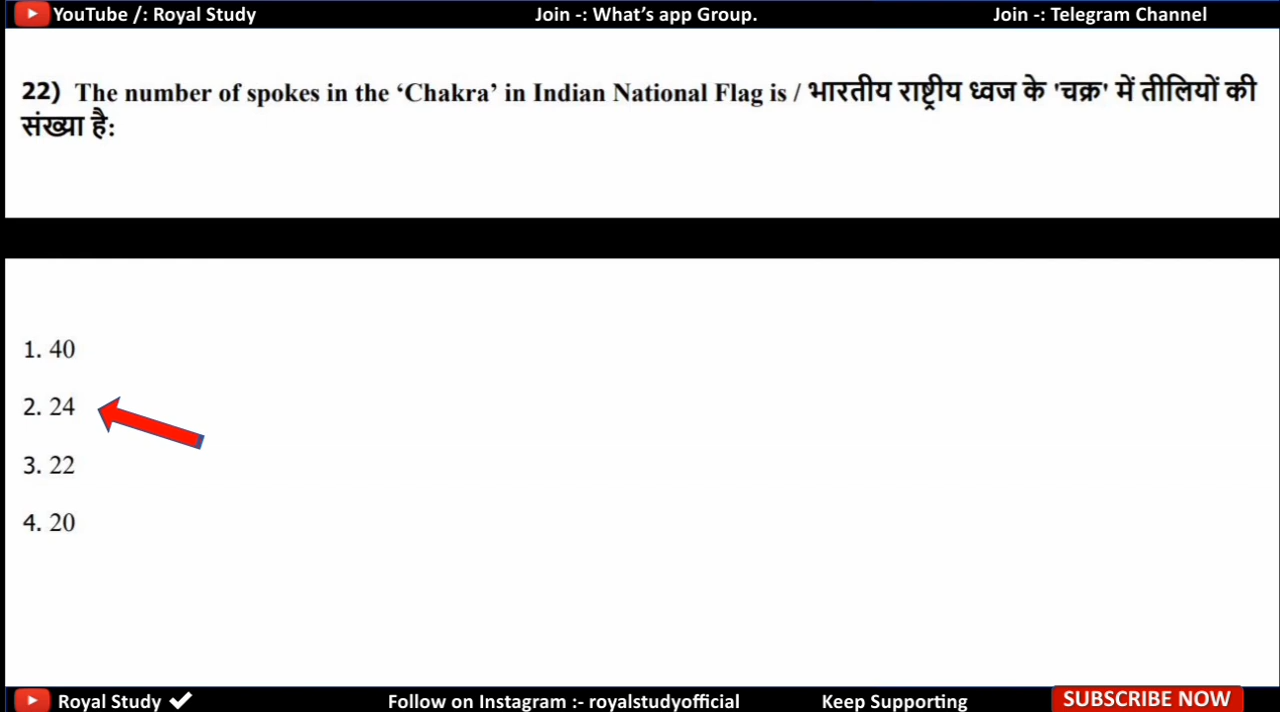 YouTube /: Royal Study Join -: What's app Group. Join -: Telegram Channel
22) The number of spokes in the ‘Chakra’ in Indian National Flag is / भारतीय राष्ट्रीय ध्वज के 'चक्र' में तीलियों की
संख्या है:
1. 40
2. 24
3. 22
4. 20
Royal Study Follow on Instagram :- royalstudyofficial Keep Supporting SUBSCRIBE NOW